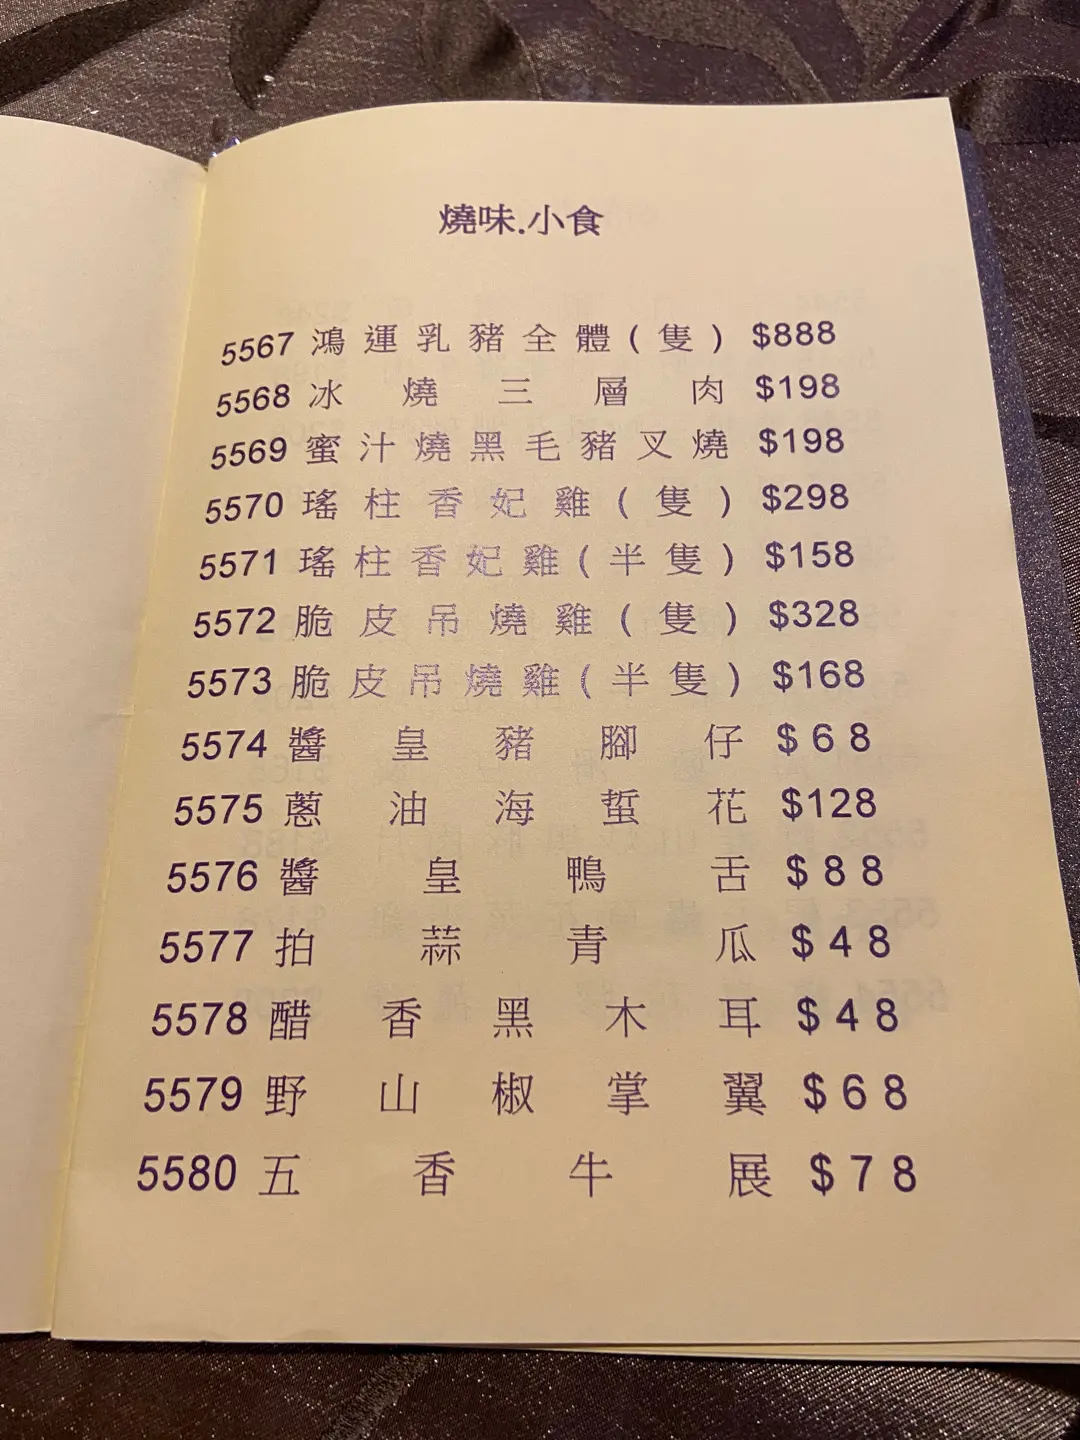 燒味.小食
5567 鴻運乳豬全體(隻) $888
5568 冰燒三層肉 $198
5569 蜜汁燒黑毛豬叉燒 $198
5570 瑤柱香妃雞(隻) $298
5571 瑤柱香妃雞(半隻) $158
5572 脆皮吊燒雞(隻) $328
5573 脆皮吊燒雞(半隻) $168
5574 醬皇豬腳仔 $68
5575 蔥油海蜇花 $128
5576 醬皇鴨舌 $88
5577 拍蒜青瓜 $48
5578 醋香黑木耳 $48
5579 野山椒掌翼 $68
5580 五香牛展 $78